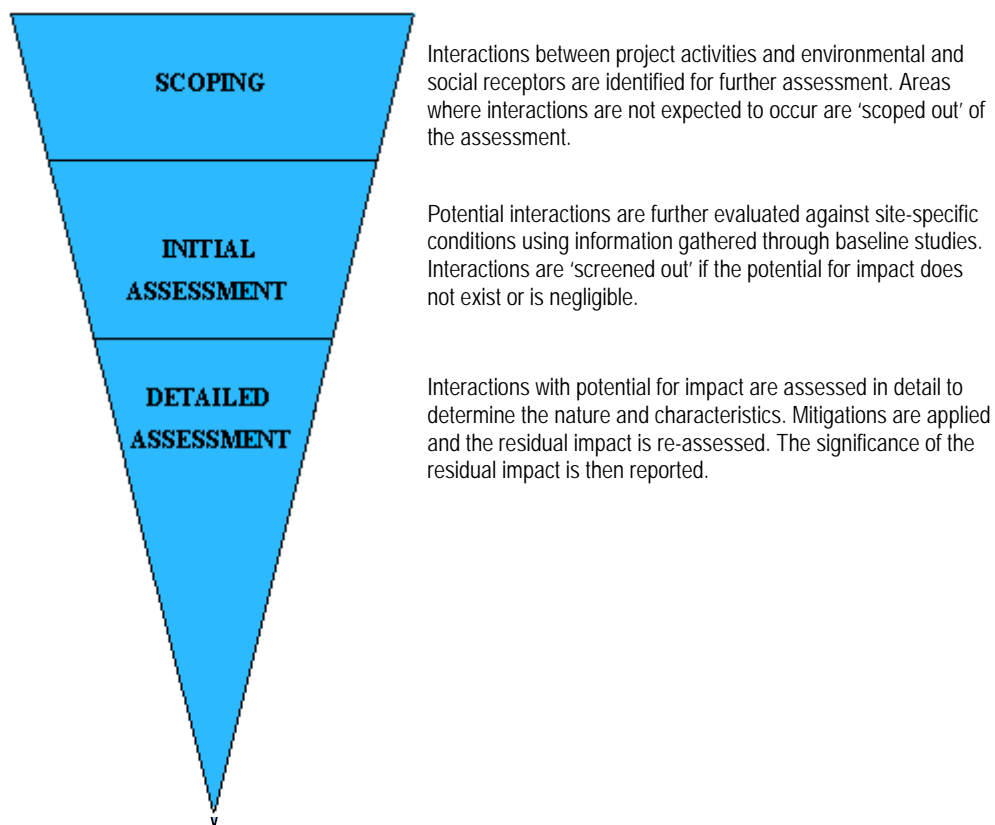 SCOPING
Interactions between project activities and environmental and
social receptors are identified for further assessment. Areas
where interactions are not expected to occur are ‘scoped out’ of
the assessment.
INITIAL
ASSESSMENT
Potential interactions are further evaluated against site-specific
conditions using information gathered through baseline studies.
Interactions are ‘screened out’ if the potential for impact does
not exist or is negligible.
DETAILED
ASSESSMENT
Interactions with potential for impact are assessed in detail to
determine the nature and characteristics. Mitigations are applied
and the residual impact is re-assessed. The significance of the
residual impact is then reported.